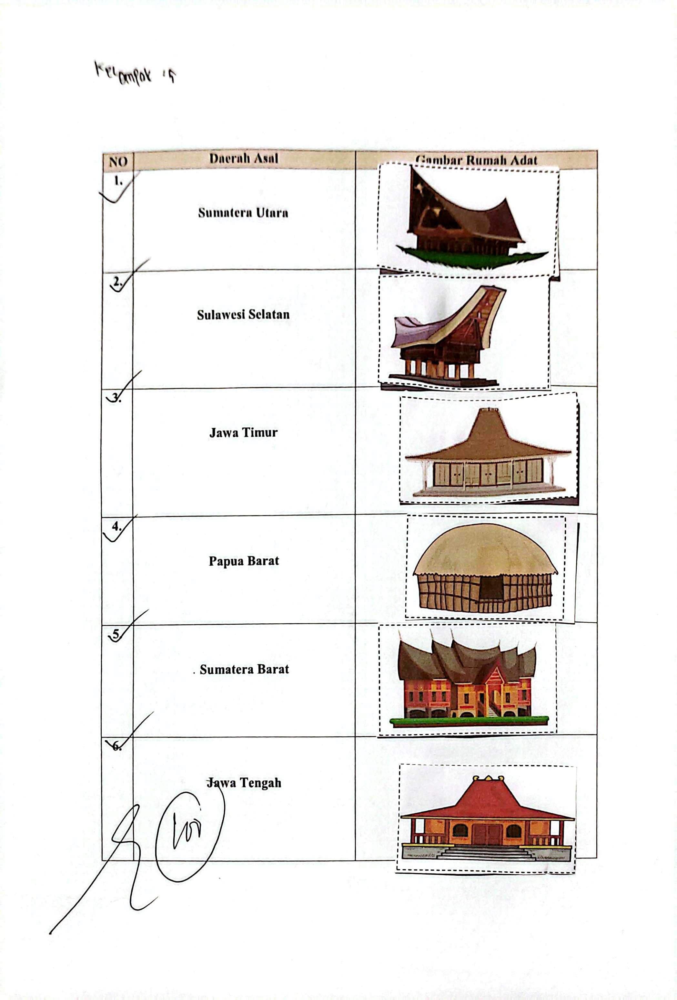 Kelompok
NO Daerah Asal Gambar Rumah Adat
1. Sumatera Utara
2. Sulawesi Selatan
3. Jawa Timur
4. Papua Barat
5. Sumatera Barat
6. Jawa Tengah
100